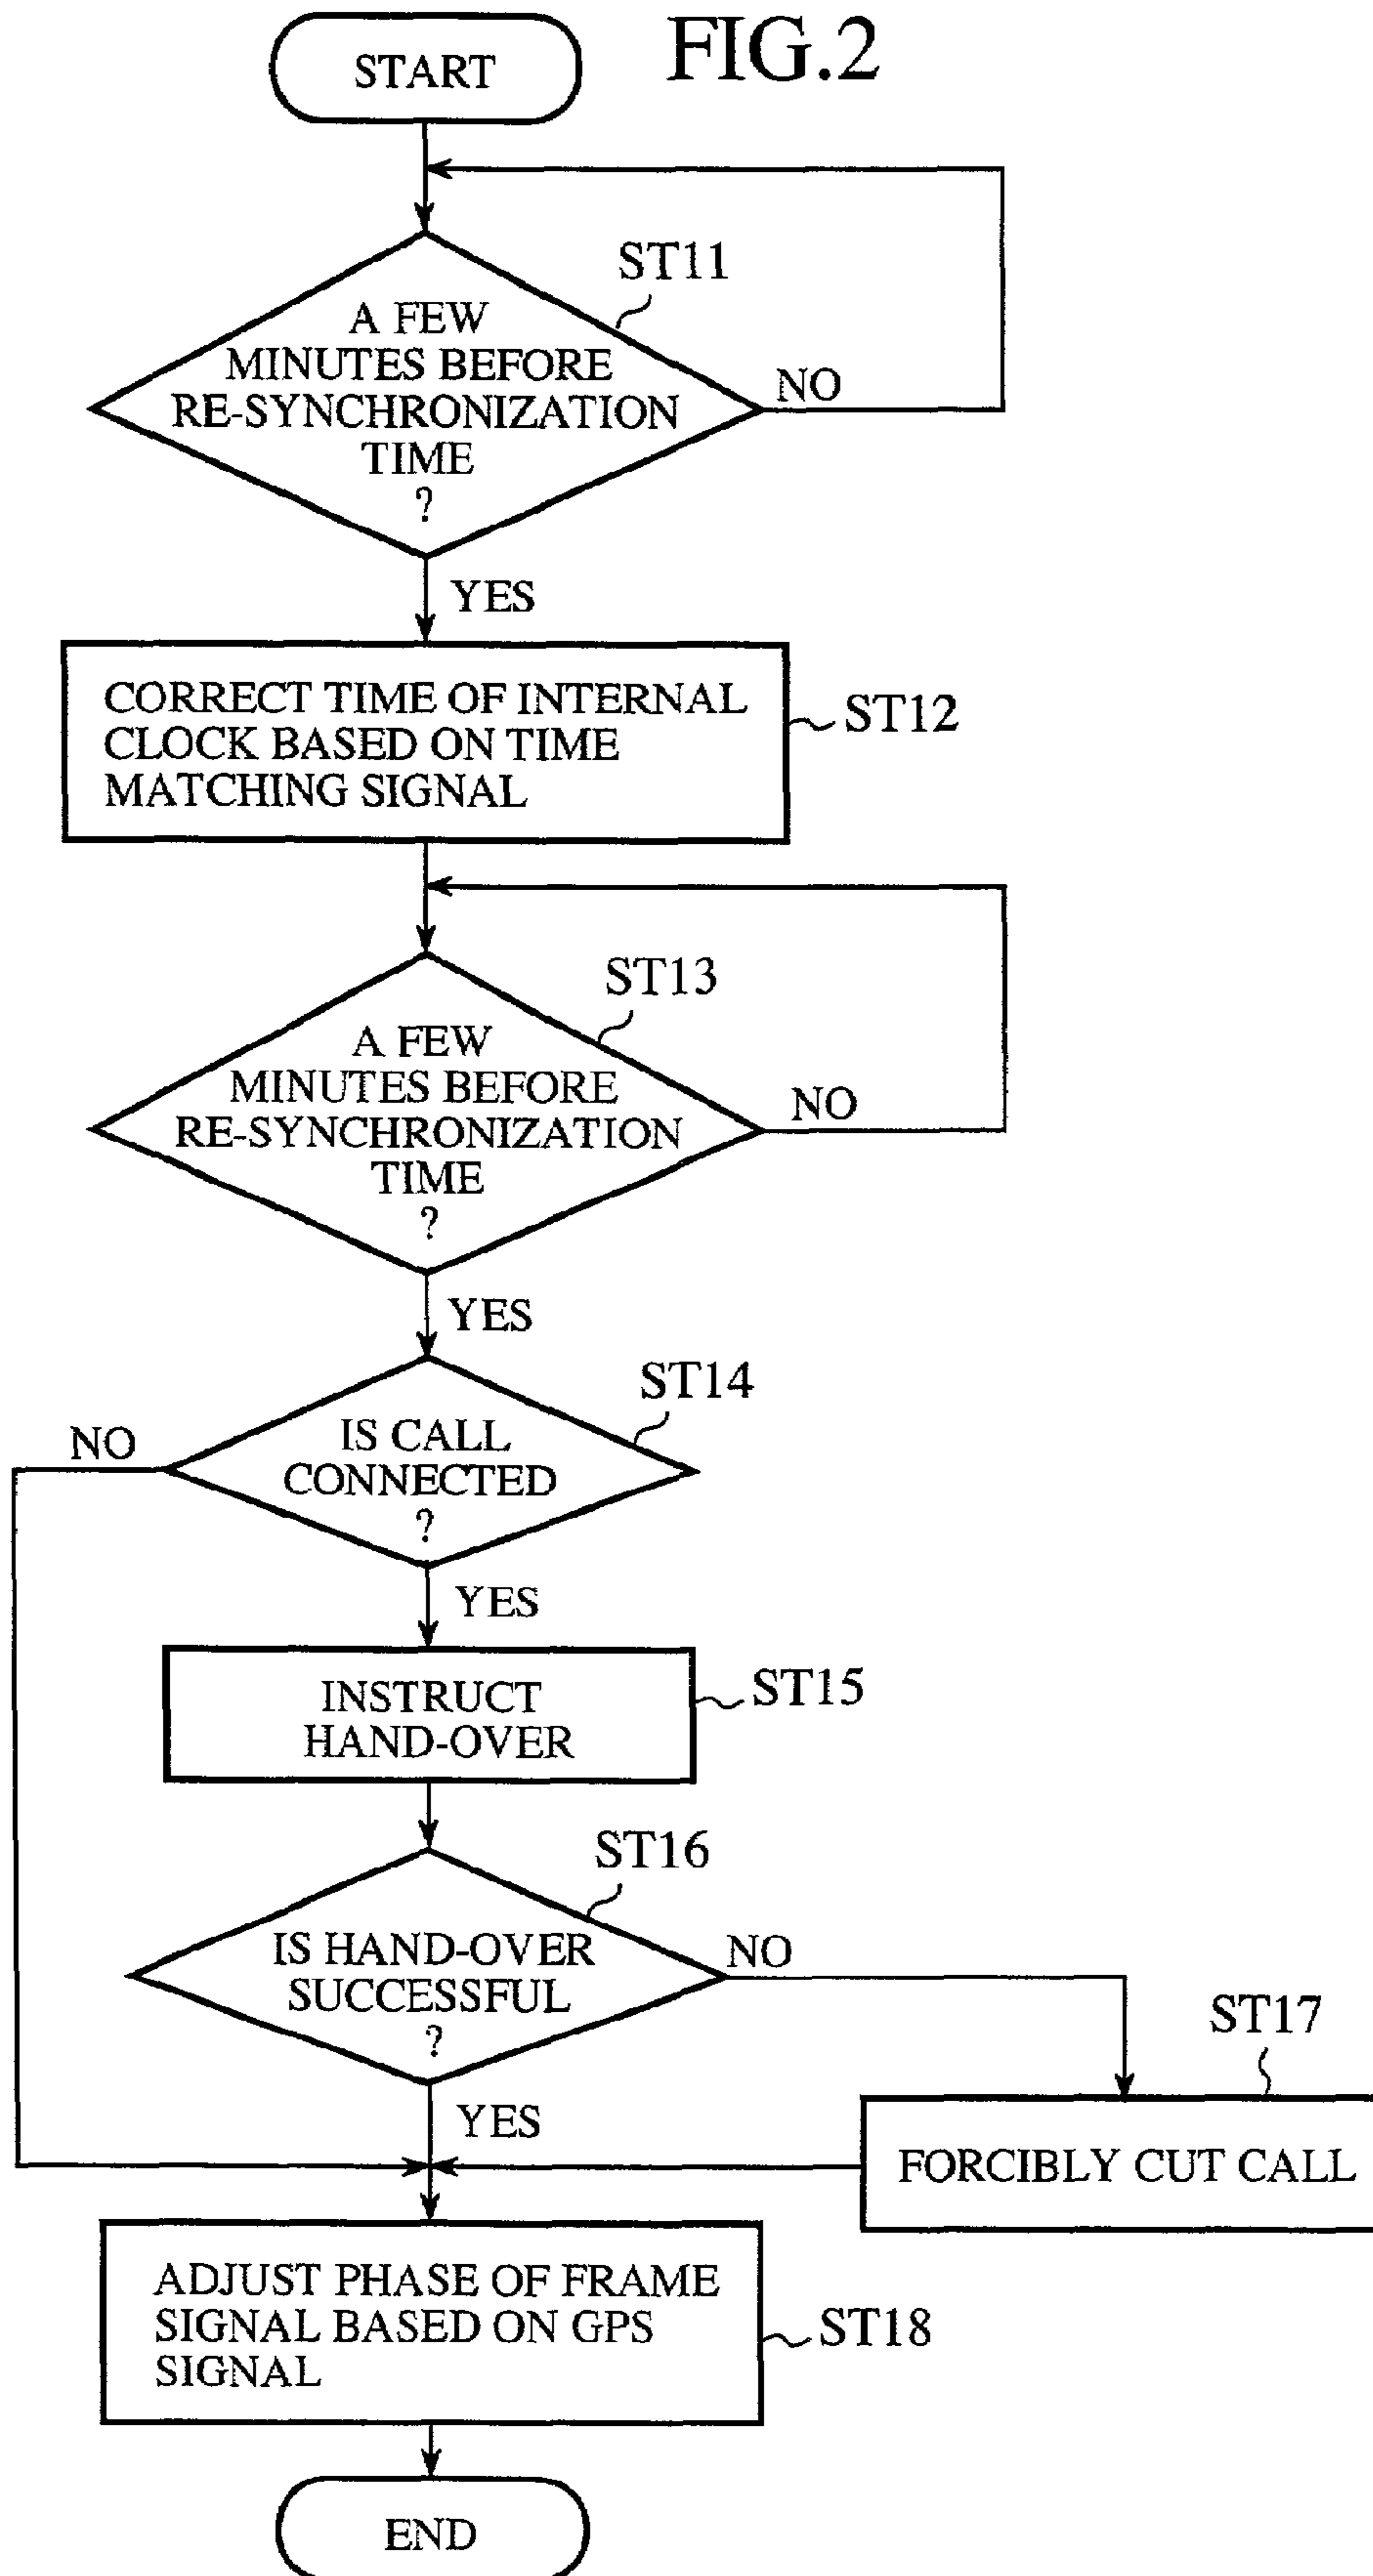 FIG.2
START
ST11
A FEW
MINUTES BEFORE
RE-SYNCHRONIZATION
TIME
?
NO
YES
CORRECT TIME OF INTERNAL
CLOCK BASED ON TIME
MATCHING SIGNAL
ST12
ST13
A FEW
MINUTES BEFORE
RE-SYNCHRONIZATION
TIME
?
NO
YES
ST14
NO
IS CALL
CONNECTED
?
YES
INSTRUCT
HAND-OVER
ST15
ST16
IS HAND-OVER
SUCCESSFUL
?
NO
ST17
YES
FORCIBLY CUT CALL
ADJUST PHASE OF FRAME
SIGNAL BASED ON GPS
SIGNAL
ST18
END